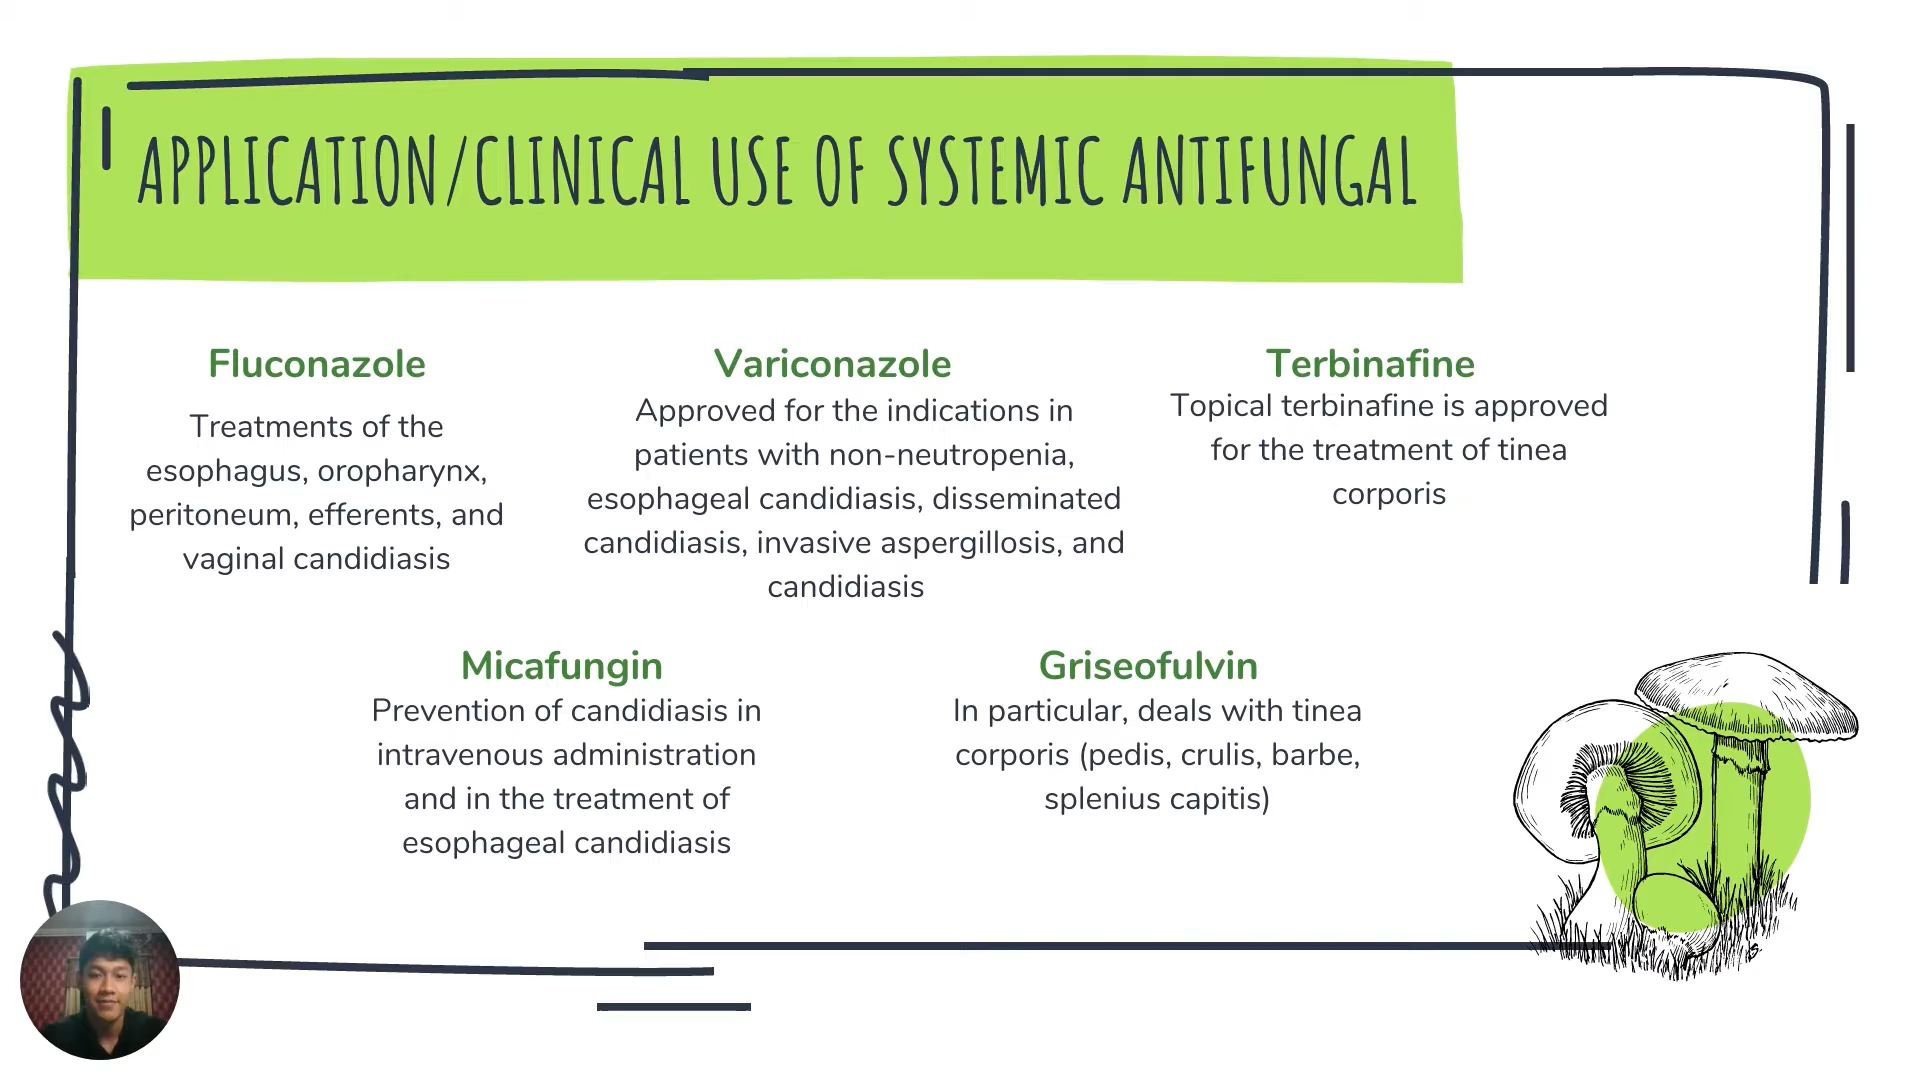 APPLICATION/CLINICAL USE OF SYSTEMIC ANTIFUNGAL
Fluconazole
Treatments of the
esophagus, oropharynx,
peritoneum, efferents, and
vaginal candidiasis
Variconazole
Approved for the indications in
patients with non-neutropenia,
esophageal candidiasis, disseminated
candidiasis, invasive aspergillosis, and
candidiasis
Terbinafine
Topical terbinafine is approved
for the treatment of tinea
corporis
Micafungin
Prevention of candidiasis in
intravenous administration
and in the treatment of
esophageal candidiasis
Griseofulvin
In particular, deals with tinea
corporis (pedis, crulis, barbe,
splenius capitis)